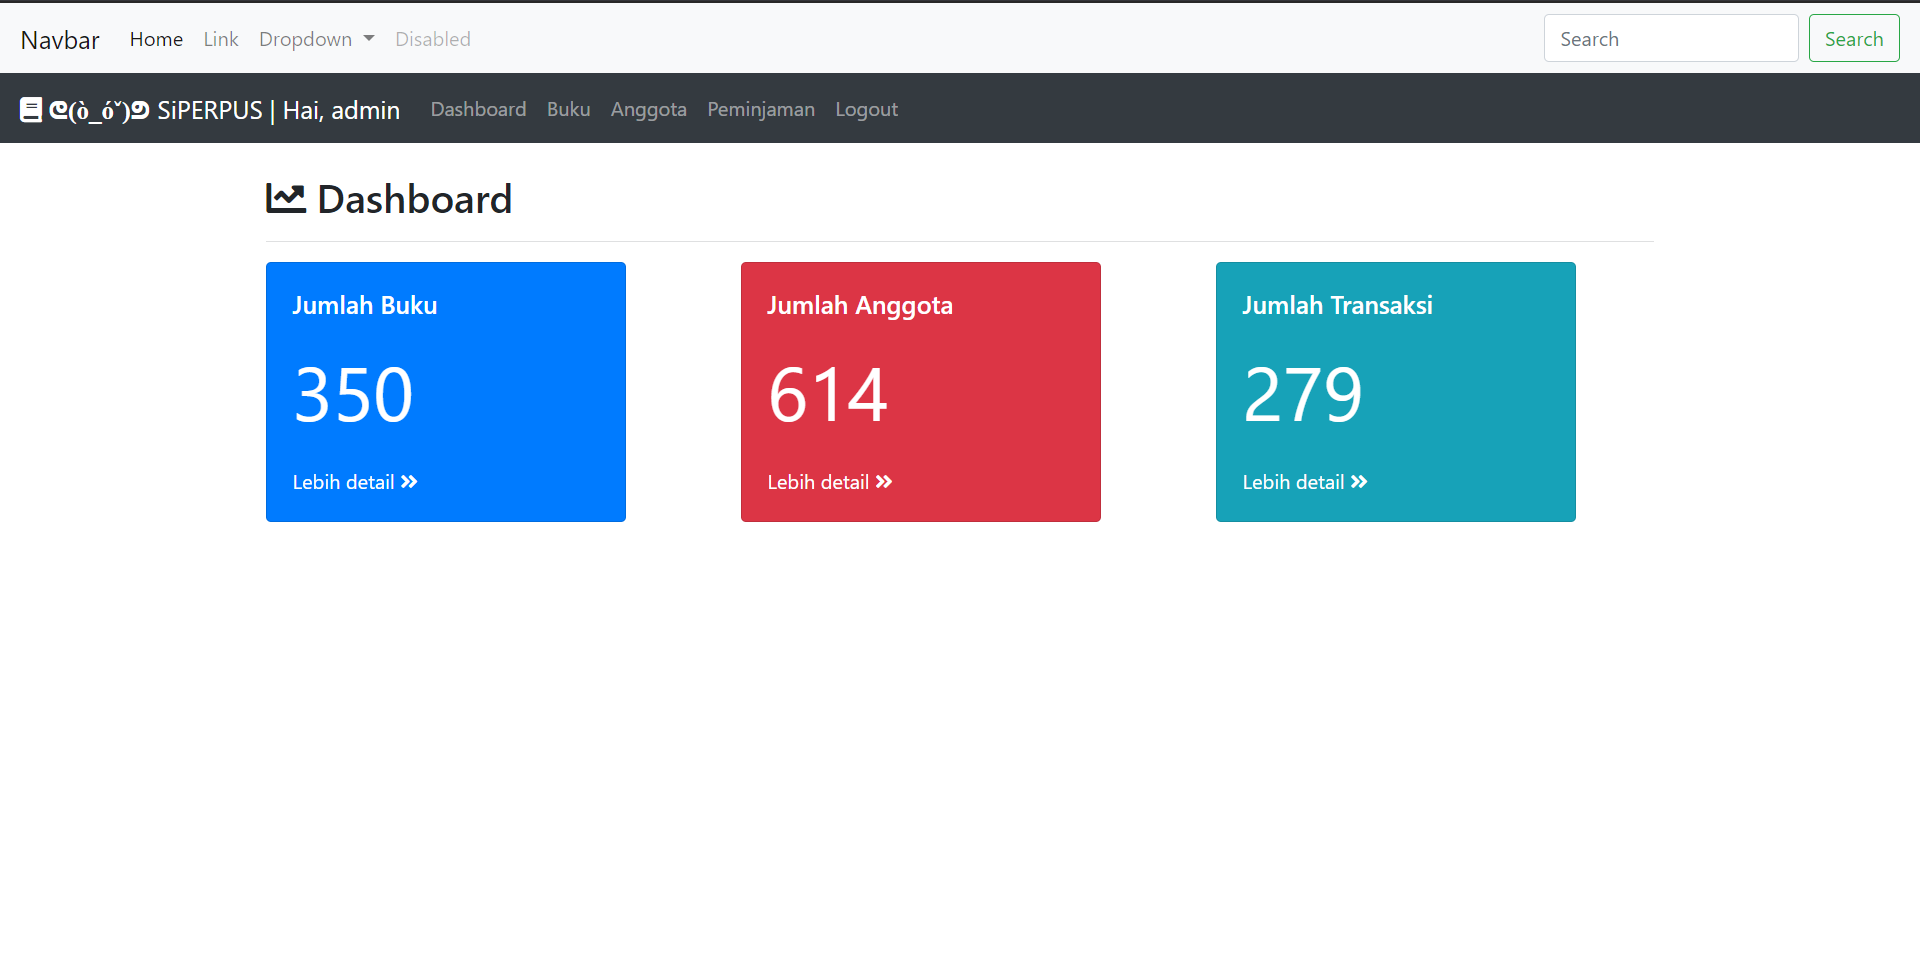 Navbar Home Link Dropdown Disabled Search Search
ᕦ(ò_óˇ)ᕤ SiPERPUS | Hai, admin Dashboard Buku Anggota Peminjaman Logout
Dashboard
Jumlah Buku
350
Lebih detail
Jumlah Anggota
614
Lebih detail
Jumlah Transaksi
279
Lebih detail